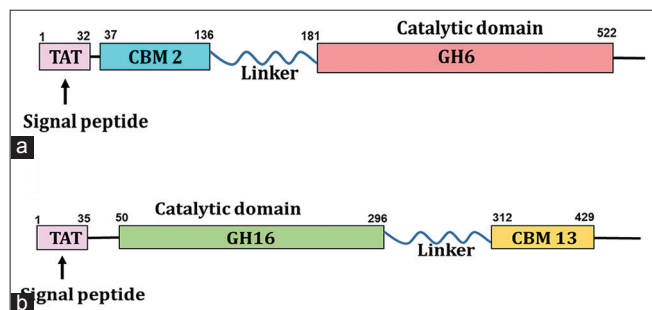 Catalytic domain
1 32 37 136 181 522
TAT CBM 2 GH6
Linker
Signal peptide
a
Catalytic domain
1 35 50 296 312 429
TAT GH16 CBM 13
Linker
Signal peptide
b